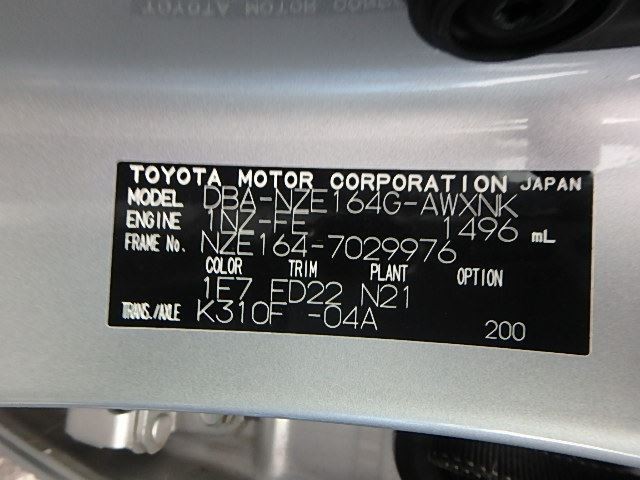 TOYOTA MOTOR CORPORATION JAPAN
MODEL DBA-NZE164G-AWXNK
ENGINE 1NZ-FE 1496 mL
FRAME No. NZE164-7029976
COLOR TRIM PLANT OPTION
1E7 FD22 N21
TRANS./AXLE K310F -04A 200